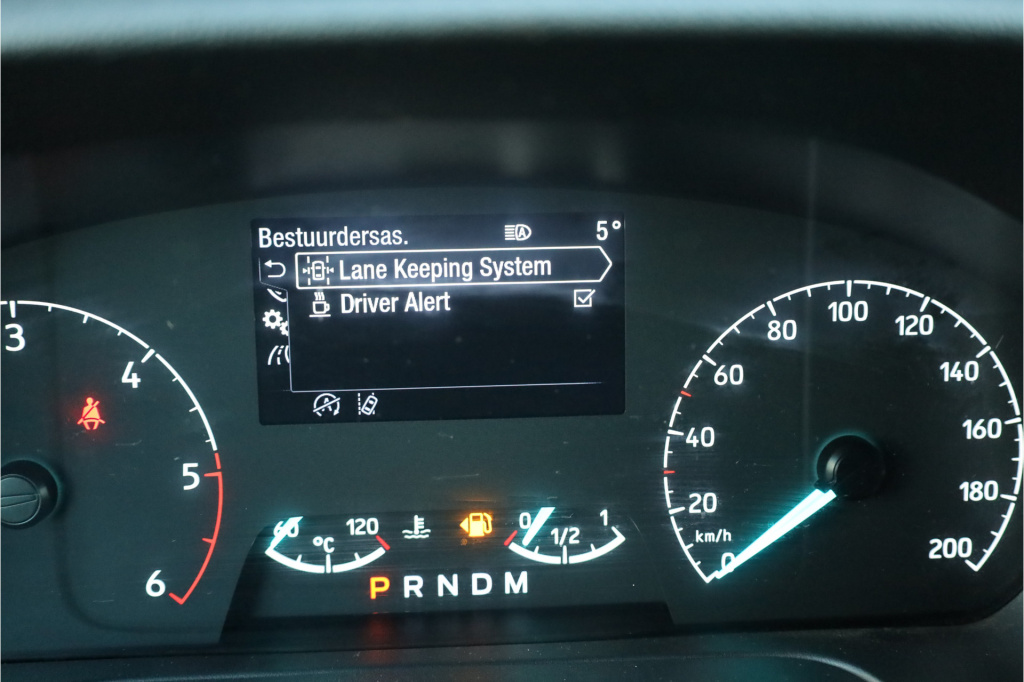 Bestuurdersas. 5°
Lane Keeping System
Driver Alert
3
4
5
6
60 120
°C
0 1/2 1
P R N D M
0
20
40
60
80
100
120
140
160
180
200
km/h